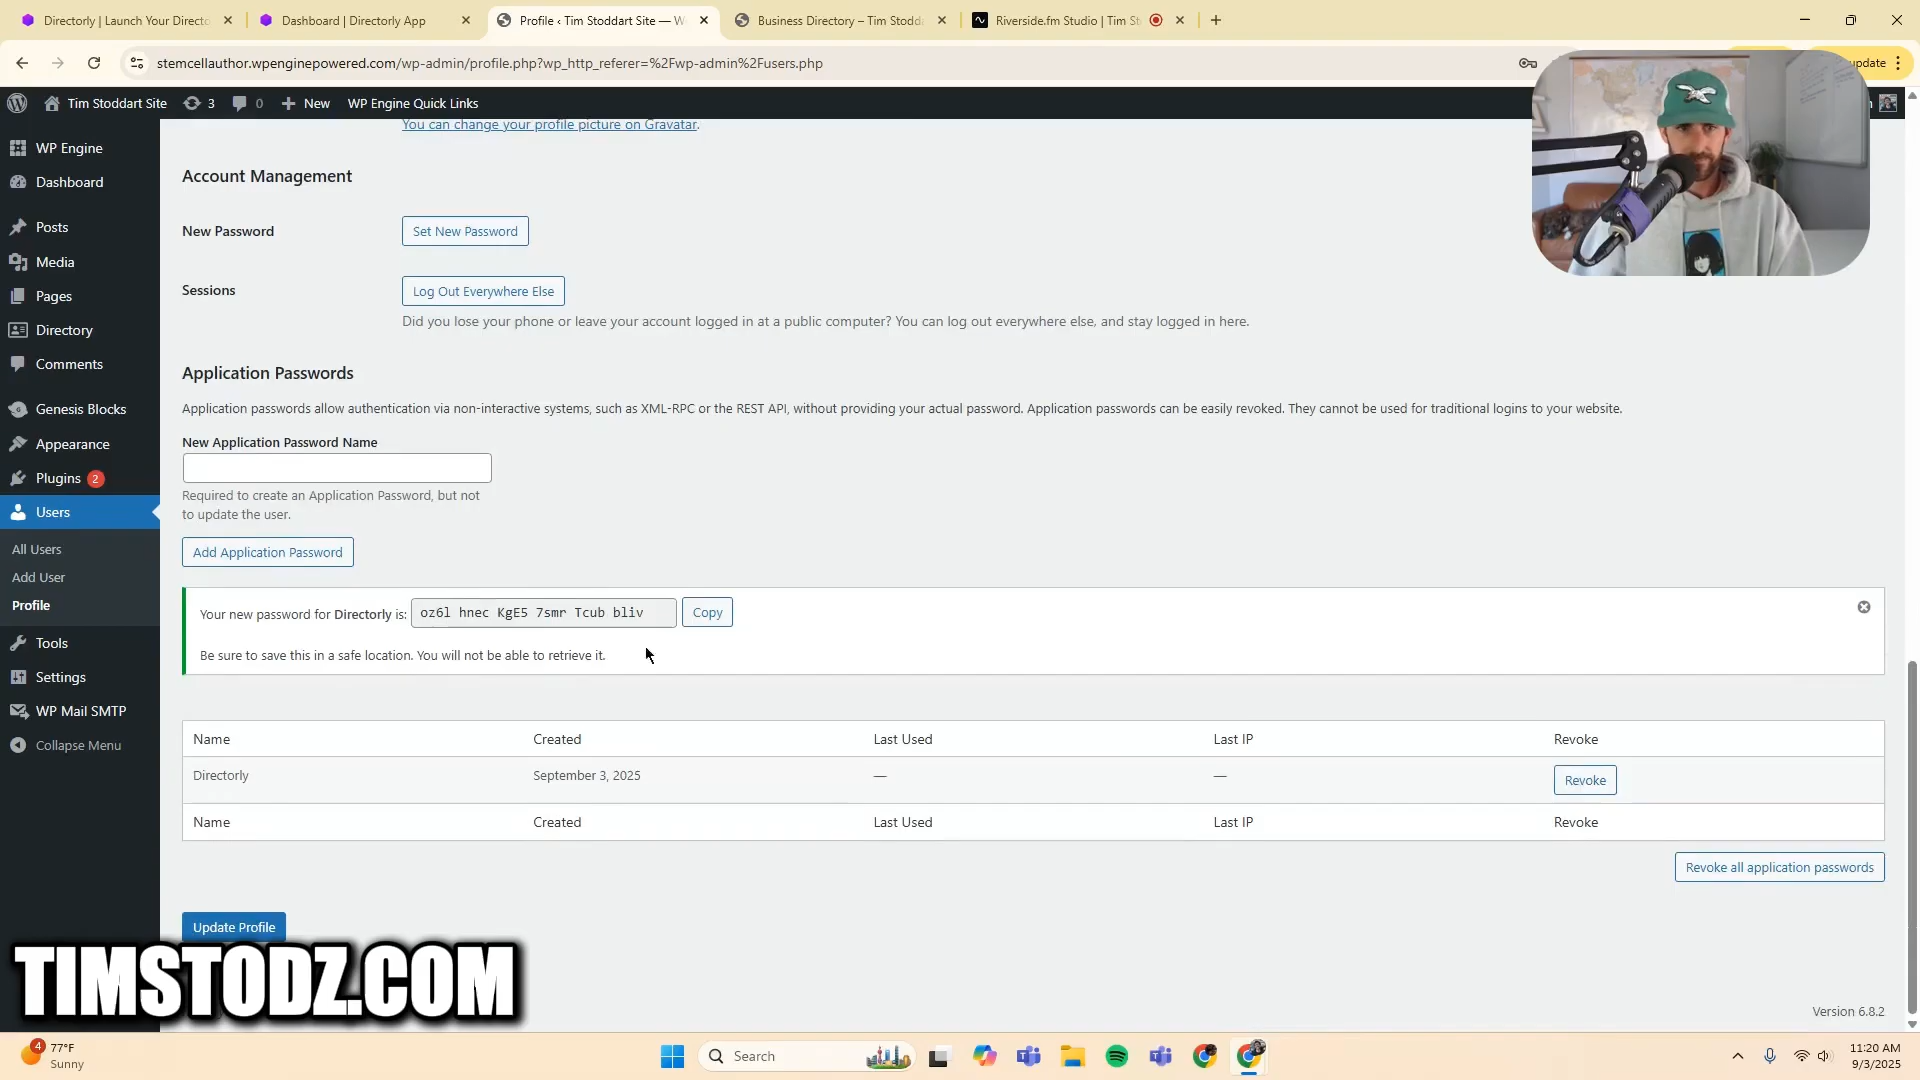 Directorly | Launch Your Directo
Dashboard | Directorly App
Profile ‹ Tim Stoddart Site — W
Business Directory – Tim Stodda
Riverside.fm Studio | Tim St
stemcellauthor.wpenginepowered.com/wp-admin/profile.php?wp_http_referer=%2Fwp-admin%2Fusers.php
update
Tim Stoddart Site
3
0
New
WP Engine Quick Links
WP Engine
Dashboard
Posts
Media
Pages
Directory
Comments
Genesis Blocks
Appearance
Plugins 2
Users
All Users
Add User
Profile
Tools
Settings
WP Mail SMTP
Collapse Menu
You can change your profile picture on Gravatar.
Account Management
New Password
Set New Password
Sessions
Log Out Everywhere Else
Did you lose your phone or leave your account logged in at a public computer? You can log out everywhere else, and stay logged in here.
Application Passwords
Application passwords allow authentication via non-interactive systems, such as XML-RPC or the REST API, without providing your actual password. Application passwords can be easily revoked. They cannot be used for traditional logins to your website.
New Application Password Name
Required to create an Application Password, but not
to update the user.
Add Application Password
Your new password for Directorly is: oz6l hnec KgE5 7smr Tcub bliv Copy
Be sure to save this in a safe location. You will not be able to retrieve it.
Name Created Last Used Last IP Revoke
Directorly September 3, 2025 — — Revoke
Name Created Last Used Last IP Revoke
Revoke all application passwords
Update Profile
TIMSTODZ.COM
Version 6.8.2
4
77°F
Sunny
Search
11:20 AM
9/3/2025